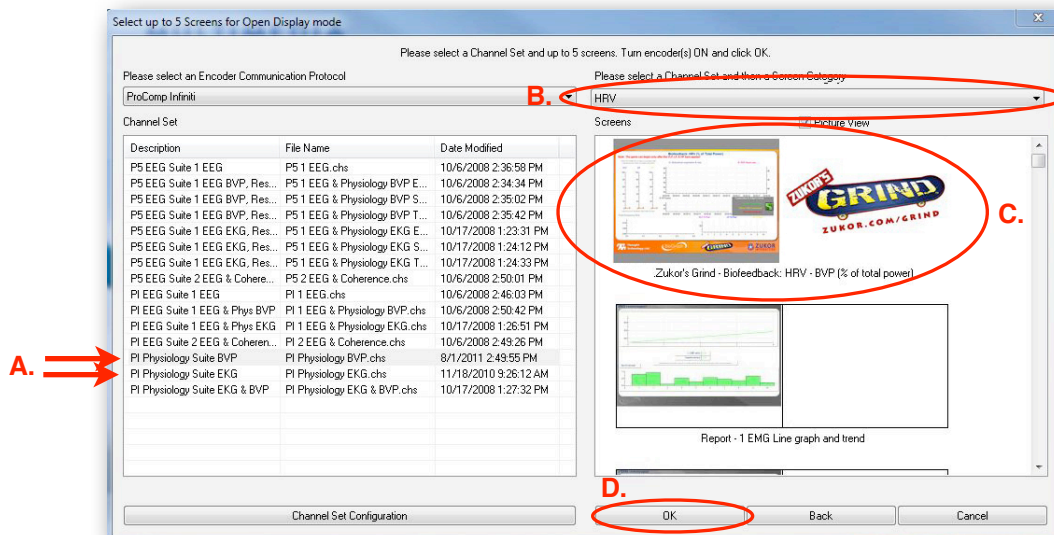 Select up to 5 Screens for Open Display mode
Please select a Channel Set and up to 5 screens. Turn encoder(s) ON and click OK.
Please select an Encoder Communication Protocol
Please select a Channel Set and then a Screen Category
ProComp Infiniti
B.
HRV
Channel Set
Screens
Picture View
Description File Name Date Modified
P5 EEG Suite 1 EEG P5 1 EEG.chs 10/6/2008 2:36:58 PM
P5 EEG Suite 1 EEG BVP, Res... P5 1 EEG & Physiology BVP E... 10/6/2008 2:34:34 PM
P5 EEG Suite 1 EEG BVP, Res... P5 1 EEG & Physiology BVP S... 10/6/2008 2:35:02 PM
P5 EEG Suite 1 EEG BVP, Res... P5 1 EEG & Physiology BVP T... 10/6/2008 2:35:42 PM
P5 EEG Suite 1 EEG EKG, Res... P5 1 EEG & Physiology EKG E... 10/17/2008 1:23:31 PM
P5 EEG Suite 1 EEG EKG, Res... P5 1 EEG & Physiology EKG S... 10/17/2008 1:24:12 PM
P5 EEG Suite 1 EEG EKG, Res... P5 1 EEG & Physiology EKG T... 10/17/2008 1:24:33 PM
P5 EEG Suite 2 EEG & Cohere... P5 2 EEG & Coherence.chs 10/6/2008 2:50:01 PM
PI EEG Suite 1 EEG PI 1 EEG.chs 10/6/2008 2:46:03 PM
PI EEG Suite 1 EEG & Phys BVP PI 1 EEG & Physiology BVP.chs 10/6/2008 2:50:42 PM
PI EEG Suite 1 EEG & Phys EKG PI 1 EEG & Physiology EKG.chs 10/17/2008 1:26:51 PM
PI EEG Suite 2 EEG & Coheren... PI 2 EEG & Coherence.chs 10/6/2008 2:49:26 PM
A.
PI Physiology Suite BVP PI Physiology BVP.chs 8/1/2011 2:49:55 PM
PI Physiology Suite EKG PI Physiology EKG.chs 11/18/2010 9:26:12 AM
PI Physiology Suite EKG & BVP PI Physiology EKG & BVP.chs 10/17/2008 1:27:32 PM
ZUKOR'S
GRIND
ZUKOR.COM/GRIND
C.
ZUKOR
.Zukor's Grind - Biofeedback: HRV - BVP (% of total power)
Report - 1 EMG Line graph and trend
D.
Channel Set Configuration
OK
Back
Cancel